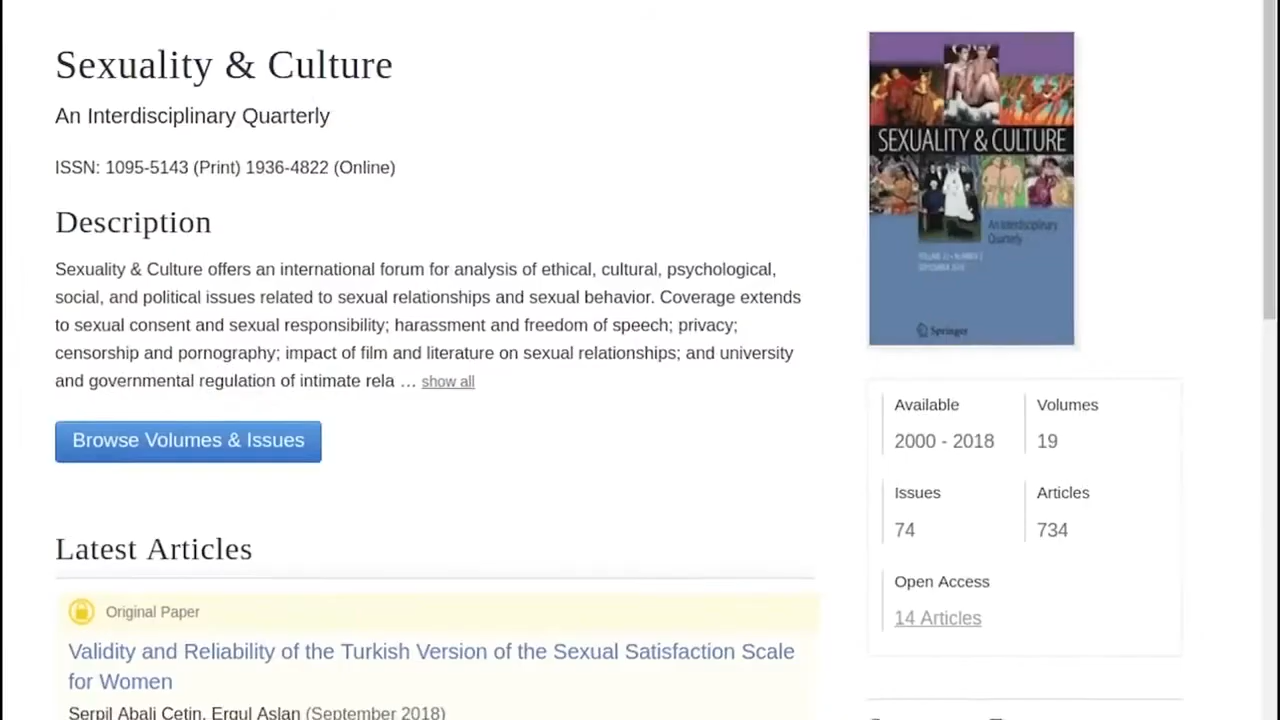 Sexuality & Culture
An Interdisciplinary Quarterly
ISSN: 1095-5143 (Print) 1936-4822 (Online)
Description
Sexuality & Culture offers an international forum for analysis of ethical, cultural, psychological,
social, and political issues related to sexual relationships and sexual behavior. Coverage extends
to sexual consent and sexual responsibility; harassment and freedom of speech; privacy;
censorship and pornography; impact of film and literature on sexual relationships; and university
and governmental regulation of intimate rela … show all
Browse Volumes & Issues
Latest Articles
Original Paper
Validity and Reliability of the Turkish Version of the Sexual Satisfaction Scale
for Women
Serpil Abali Cetin, Ergul Aslan (September 2018)
SEXUALITY & CULTURE
An Interdisciplinary
Quarterly
Springer
Available
2000 - 2018
Volumes
19
Issues
74
Articles
734
Open Access
14 Articles